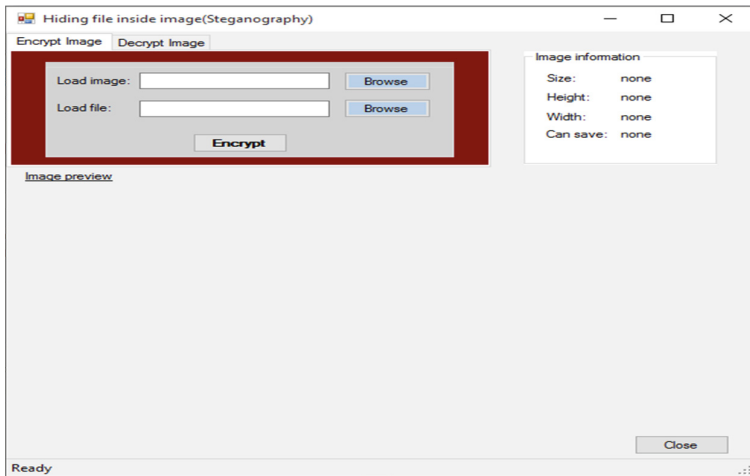 Hiding file inside image(Steganography)
Encrypt Image Decrypt Image
Load image: Browse
Load file: Browse
Encrypt
Image information
Size: none
Height: none
Width: none
Can save: none
Image preview
Close
Ready